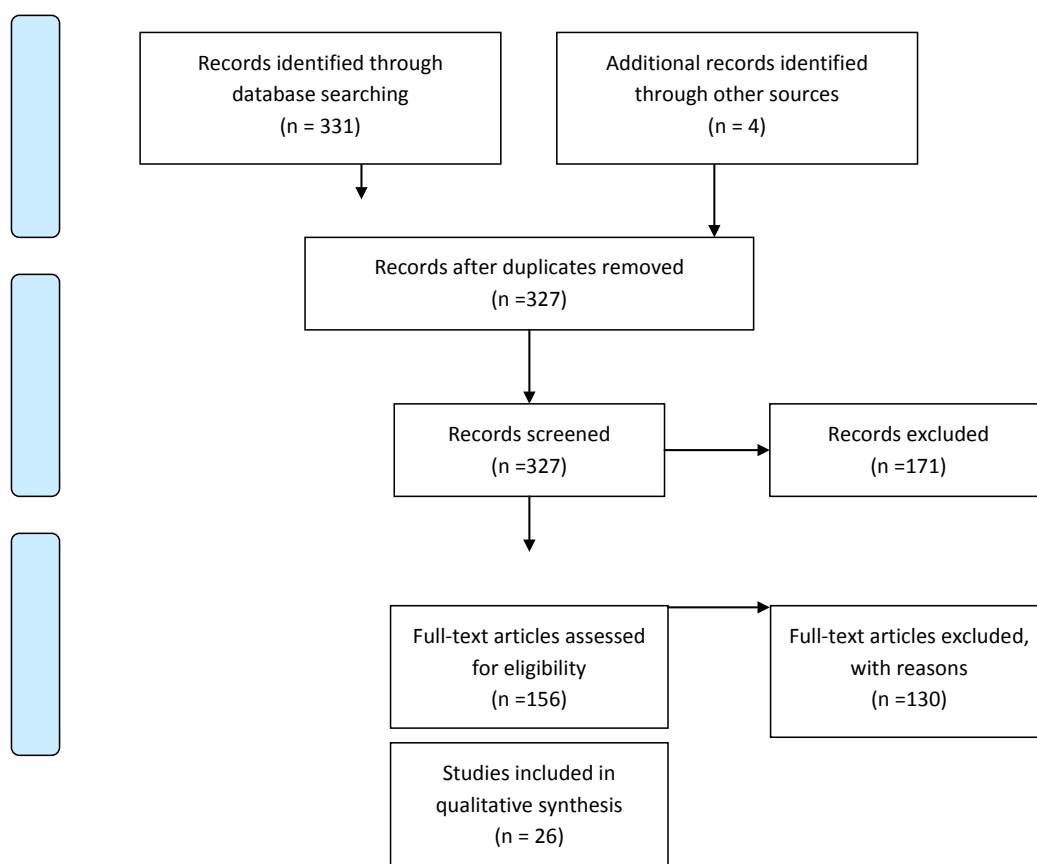 Records identified through
database searching
(n = 331)
Additional records identified
through other sources
(n = 4)
Records after duplicates removed
(n =327)
Records screened
(n =327)
Records excluded
(n =171)
Full-text articles assessed
for eligibility
(n =156)
Full-text articles excluded,
with reasons
(n =130)
Studies included in
qualitative synthesis
(n = 26)